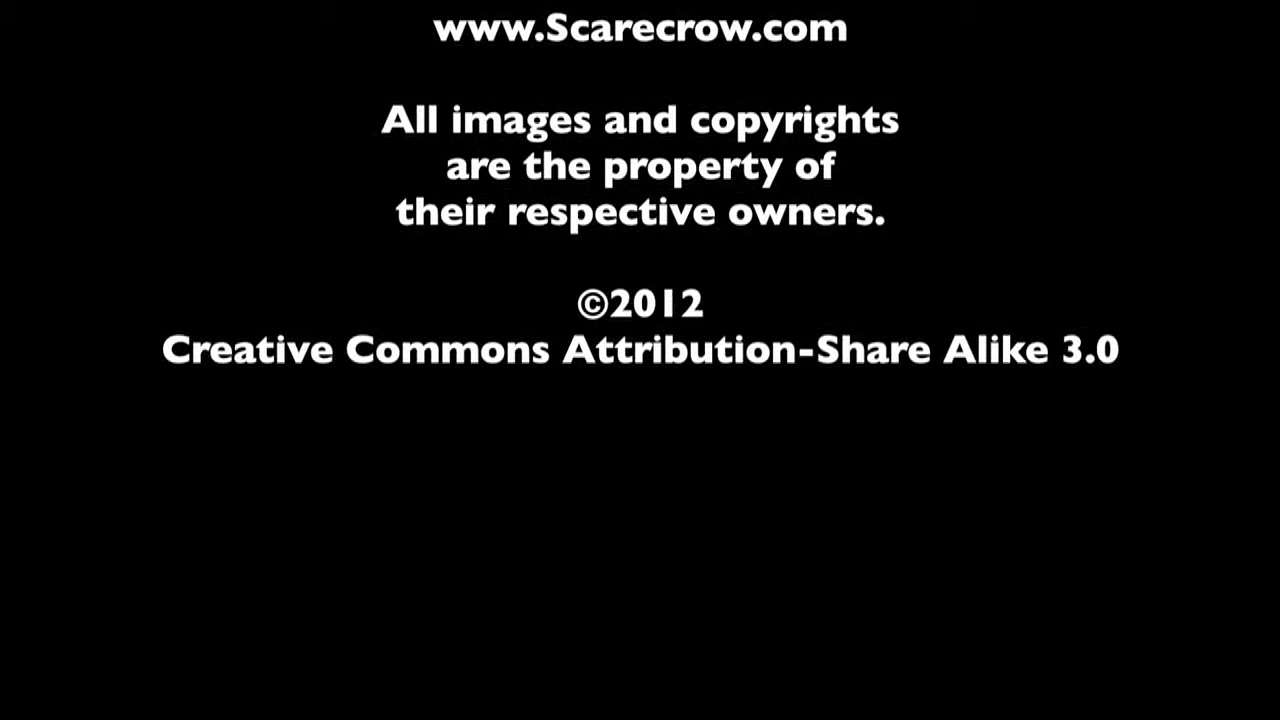 www.Scarecrow.com
All images and copyrights
are the property of
their respective owners.
©2012
Creative Commons Attribution-Share Alike 3.0